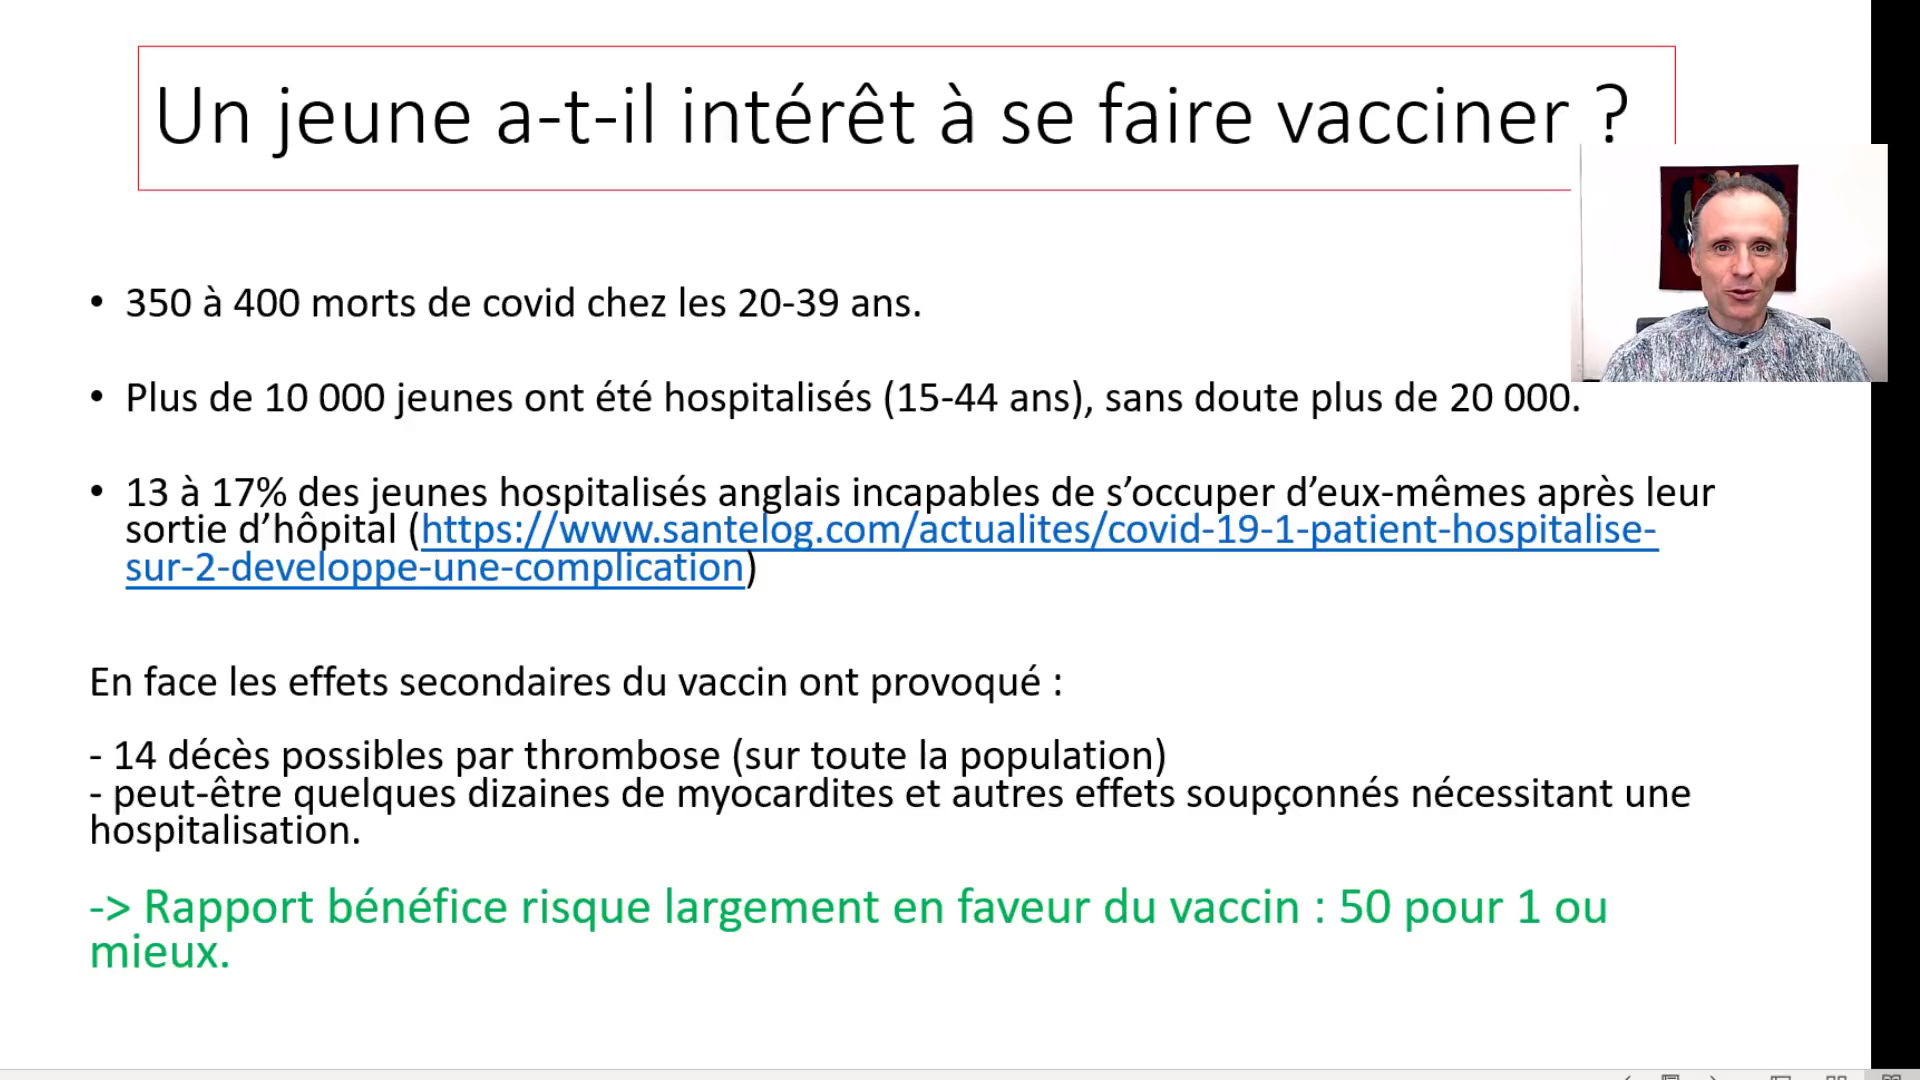 Un jeune a-t-il intérêt à se faire vacciner ?
• 350 à 400 morts de covid chez les 20-39 ans.
• Plus de 10 000 jeunes ont été hospitalisés (15-44 ans), sans doute plus de 20 000.
• 13 à 17% des jeunes hospitalisés anglais incapables de s’occuper d’eux-mêmes après leur
sortie d’hôpital (https://www.santelog.com/actualites/covid-19-1-patient-hospitalise-
sur-2-developpe-une-complication)
En face les effets secondaires du vaccin ont provoqué :
- 14 décès possibles par thrombose (sur toute la population)
- peut-être quelques dizaines de myocardites et autres effets soupçonnés nécessitant une
hospitalisation.
-> Rapport bénéfice risque largement en faveur du vaccin : 50 pour 1 ou
mieux.